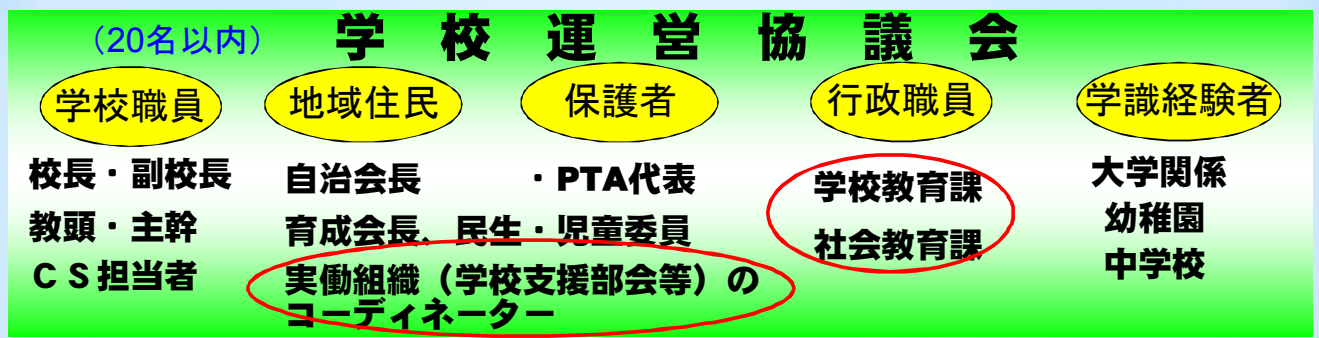 （20名以内） 学校運営協議会
学校職員 地域住民 保護者 行政職員 学識経験者
校長・副校長
教頭・主幹
ＣＳ担当者
自治会長 ・PTA代表
育成会長、民生・児童委員
実働組織（学校支援部会等）の
コーディネーター
学校教育課
社会教育課
大学関係
幼稚園
中学校